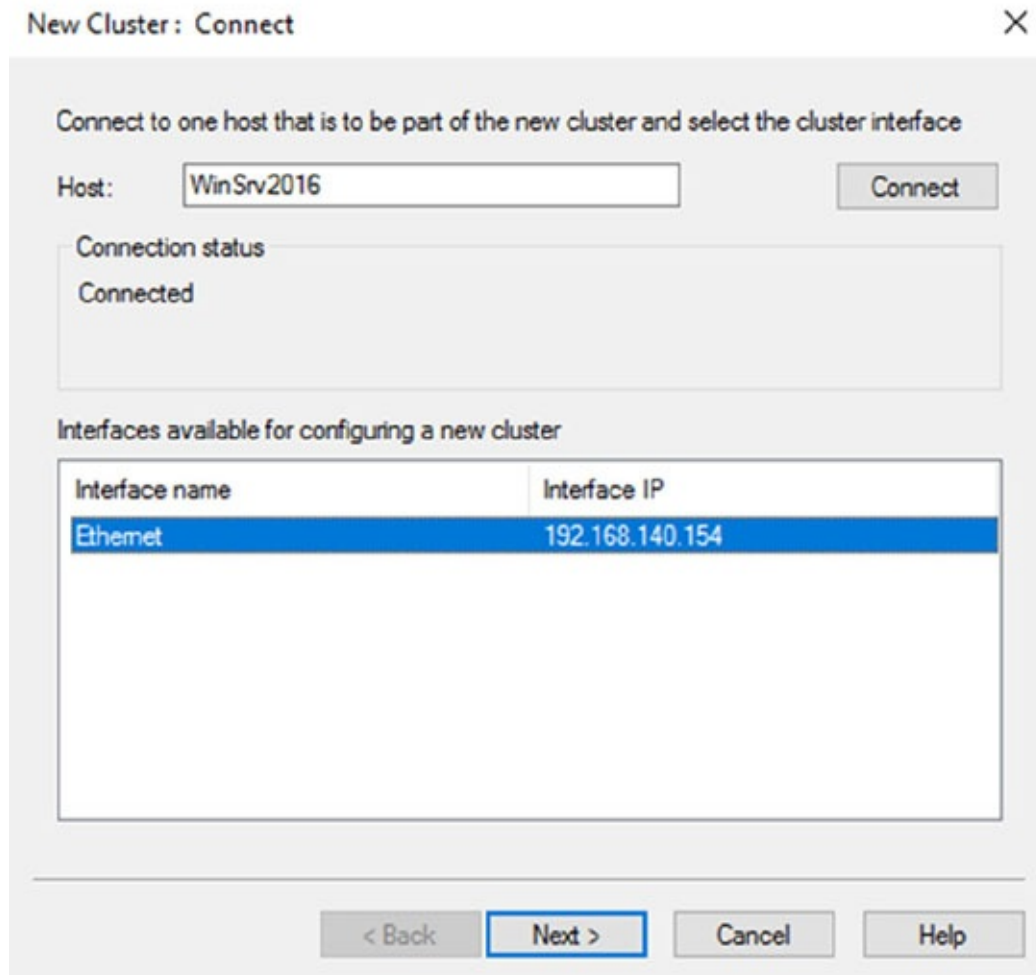 New Cluster : Connect
Connect to one host that is to be part of the new cluster and select the cluster interface
Host: WinSrv2016 Connect
Connection status
Connected
Interfaces available for configuring a new cluster
Interface name Interface IP
Ethernet 192.168.140.154
< Back Next > Cancel Help